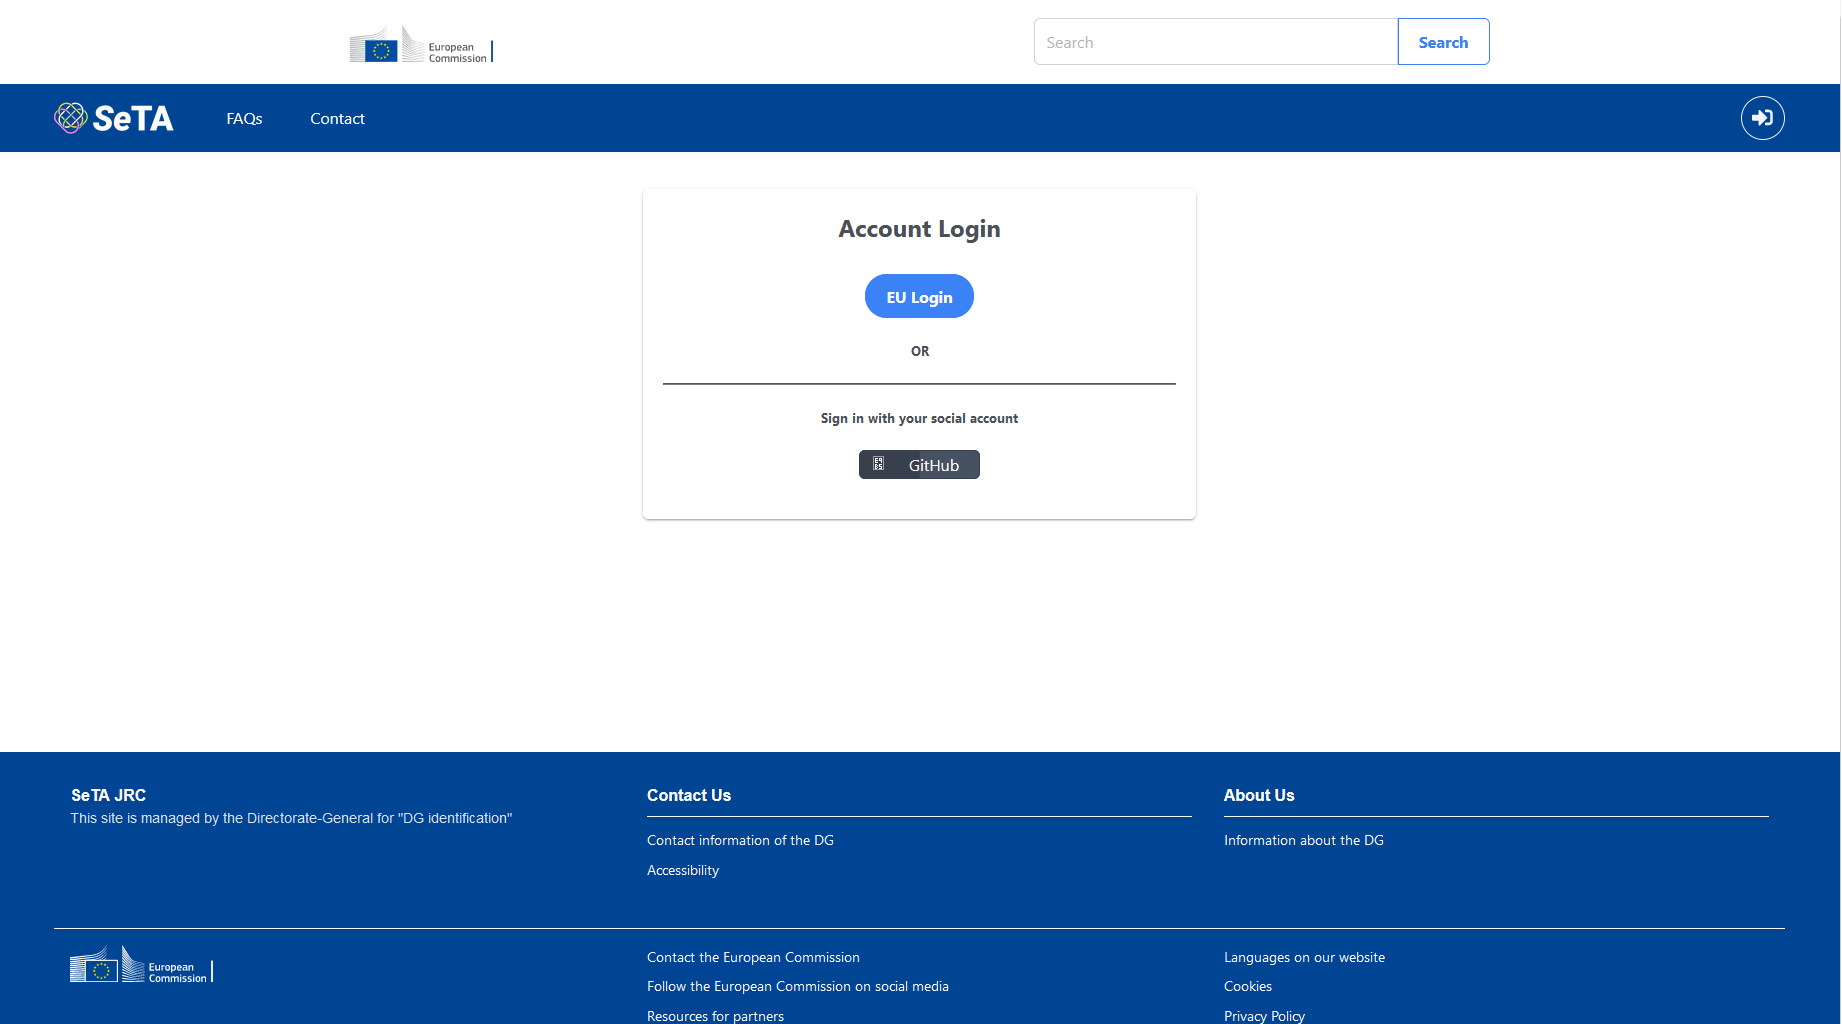 European
Commission
Search
Search
SeTA
FAQs
Contact
Account Login
EU Login
OR
Sign in with your social account
GitHub
SeTA JRC
This site is managed by the Directorate-General for "DG identification"
Contact Us
Contact information of the DG
Accessibility
About Us
Information about the DG
European
Commission
Contact the European Commission
Follow the European Commission on social media
Resources for partners
Languages on our website
Cookies
Privacy Policy